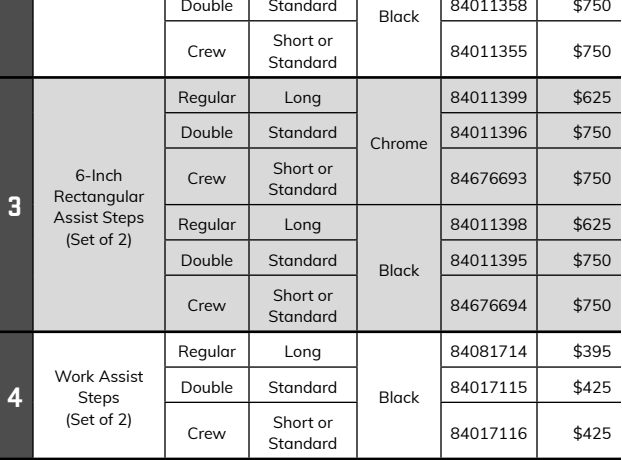 Double Standard Black 84011358 $750
Crew Short or Standard 84011355 $750
3 6-Inch Rectangular Assist Steps (Set of 2) Regular Long Chrome 84011399 $625
Double Standard 84011396 $750
Crew Short or Standard 84676693 $750
Regular Long Black 84011398 $625
Double Standard 84011395 $750
Crew Short or Standard 84676694 $750
4 Work Assist Steps (Set of 2) Regular Long Black 84081714 $395
Double Standard 84017115 $425
Crew Short or Standard 84017116 $425